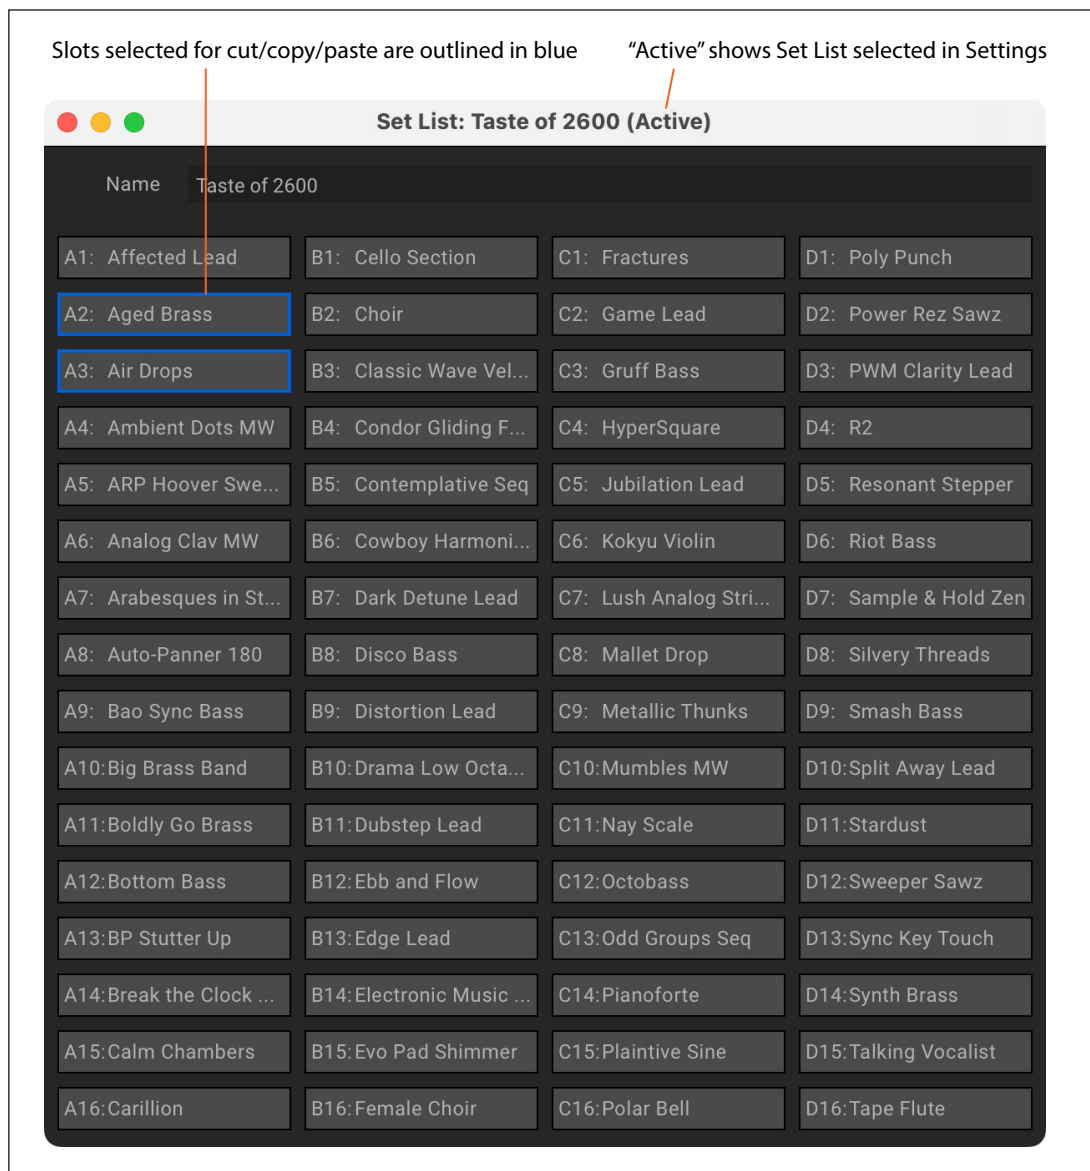 Slots selected for cut/copy/paste are outlined in blue
“Active” shows Set List selected in Settings
Set List: Taste of 2600 (Active)
Name Taste of 2600
A1: Affected Lead B1: Cello Section C1: Fractures D1: Poly Punch
A2: Aged Brass B2: Choir C2: Game Lead D2: Power Rez Sawz
A3: Air Drops B3: Classic Wave Vel... C3: Gruff Bass D3: PWM Clarity Lead
A4: Ambient Dots MW B4: Condor Gliding F... C4: HyperSquare D4: R2
A5: ARP Hoover Swe... B5: Contemplative Seq C5: Jubilation Lead D5: Resonant Stepper
A6: Analog Clav MW B6: Cowboy Harmoni... C6: Kokyu Violin D6: Riot Bass
A7: Arabesques in St... B7: Dark Detune Lead C7: Lush Analog Stri... D7: Sample & Hold Zen
A8: Auto-Panner 180 B8: Disco Bass C8: Mallet Drop D8: Silvery Threads
A9: Bao Sync Bass B9: Distortion Lead C9: Metallic Thunks D9: Smash Bass
A10:Big Brass Band B10:Drama Low Octa... C10:Mumbles MW D10:Split Away Lead
A11:Boldly Go Brass B11:Dubstep Lead C11:Nay Scale D11:Stardust
A12:Bottom Bass B12:Ebb and Flow C12:Octobass D12:Sweeper Sawz
A13:BP Stutter Up B13:Edge Lead C13:Odd Groups Seq D13:Sync Key Touch
A14:Break the Clock ... B14:Electronic Music ... C14:Pianoforte D14:Synth Brass
A15:Calm Chambers B15:Evo Pad Shimmer C15:Plaintive Sine D15:Talking Vocalist
A16:Carillion B16:Female Choir C16:Polar Bell D16:Tape Flute